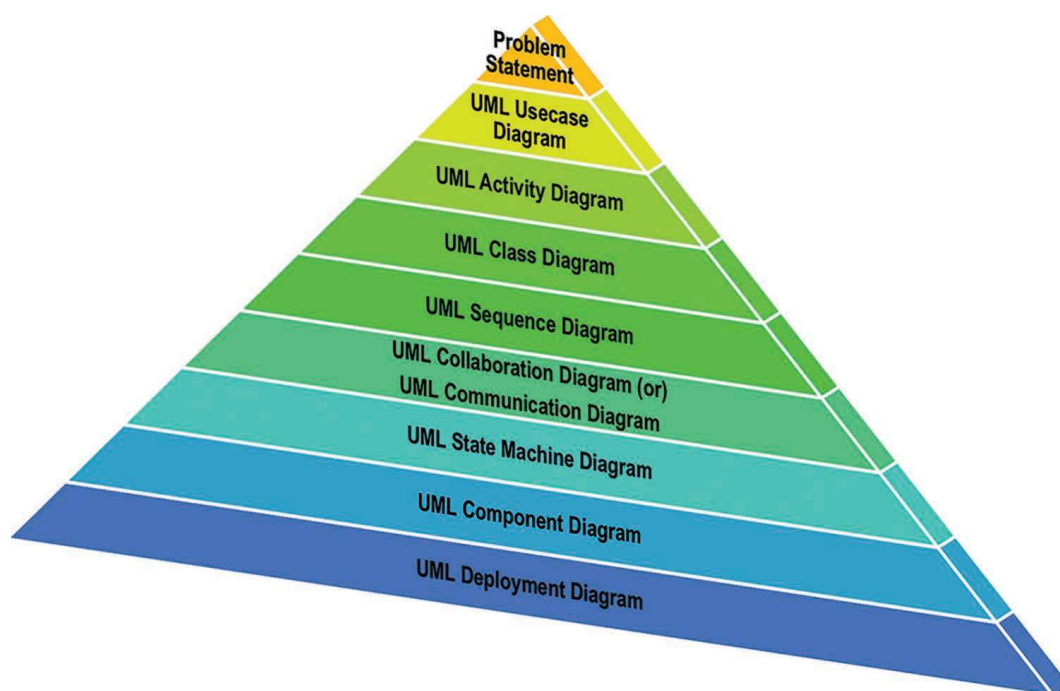 Problem
Statement
UML Usecase
Diagram
UML Activity Diagram
UML Class Diagram
UML Sequence Diagram
UML Collaboration Diagram (or)
UML Communication Diagram
UML State Machine Diagram
UML Component Diagram
UML Deployment Diagram